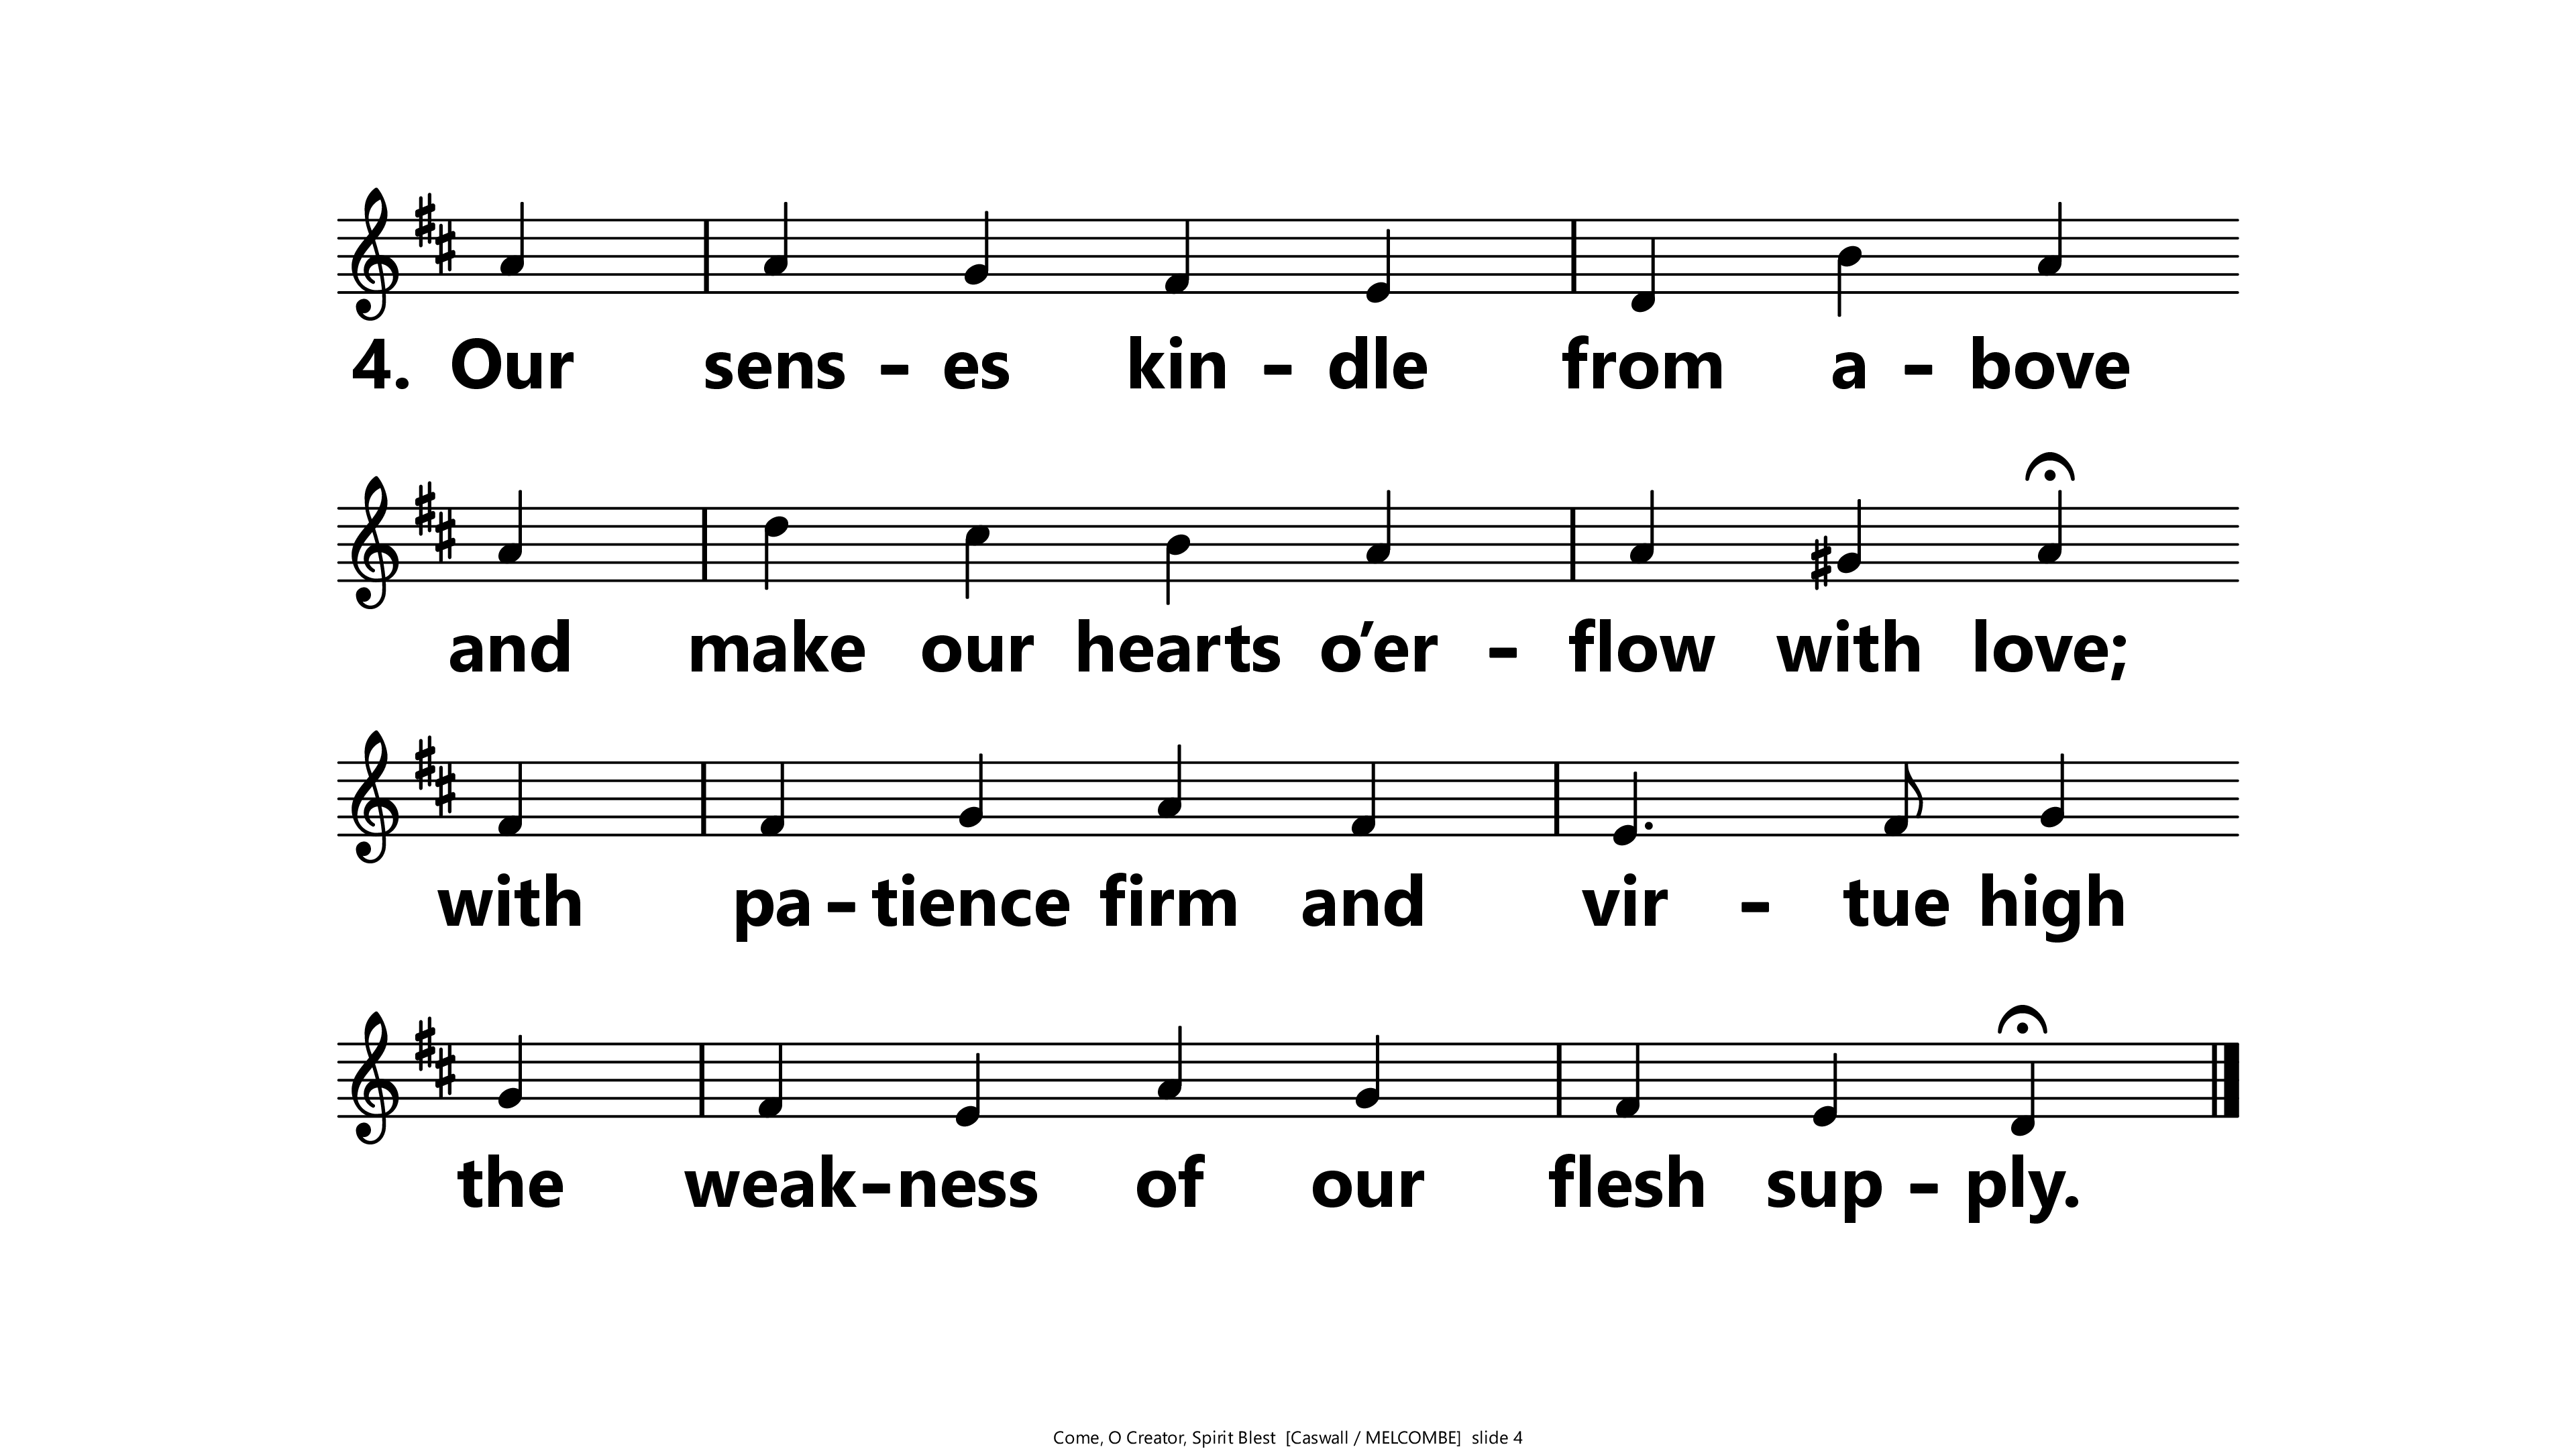 4. Our sens - es kin - dle from a - bove
and make our hearts o’er - flow with love;
with pa - tience firm and vir - tue high
the weak - ness of our flesh sup - ply.
Come, O Creator, Spirit Blest [Caswall / MELCOMBE] slide 4